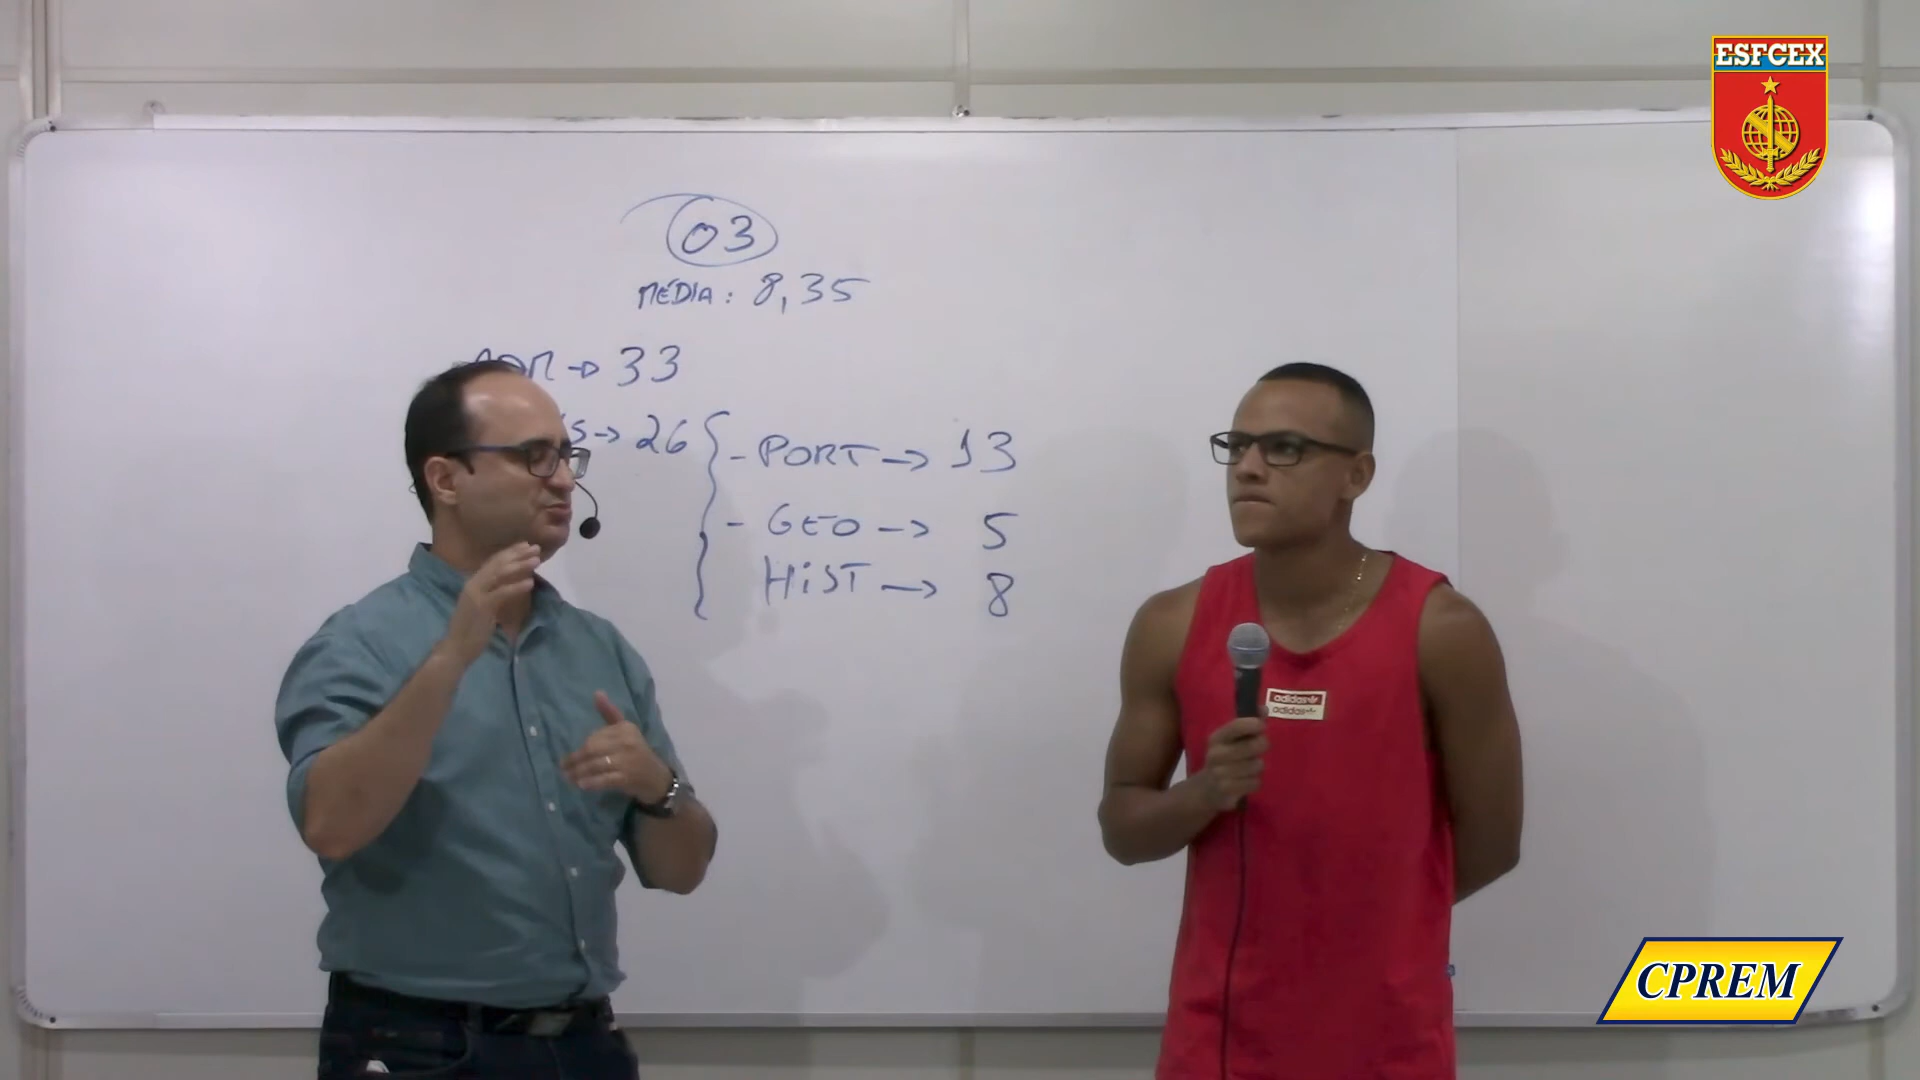 ESFCEX
03
MÉDIA: 8,35
→ 33
S → 26
- PORT → 13
- GEO → 5
HIST → 8
adidas
adidas
CPREM